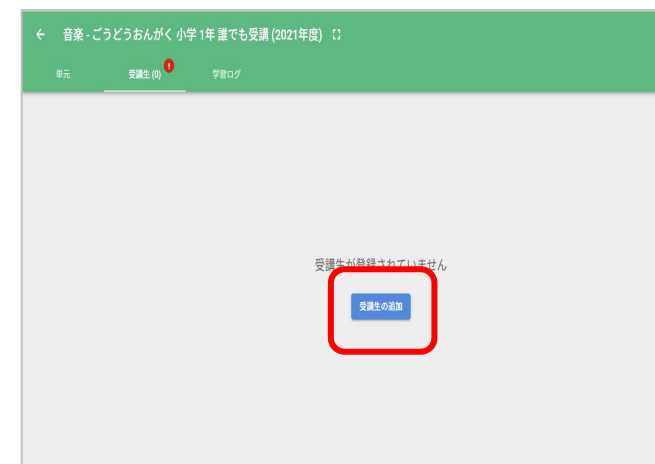 ← 音楽 - ごうどうおんがく 小学 1年 誰でも受講 (2021年度)
単元 受講生 (0) ! 学習ログ
受講生が登録されていません
受講生の追加